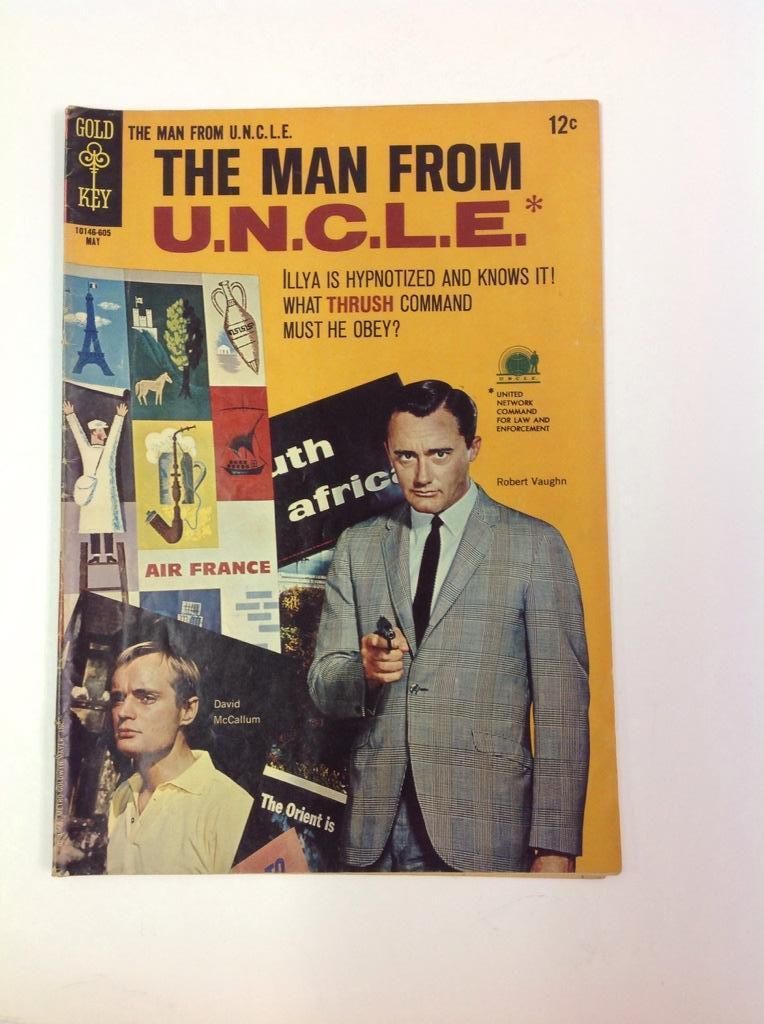 GOLD
KEY
10146-605
MAY
THE MAN FROM U.N.C.L.E.
12c
THE MAN FROM
U.N.C.L.E.*
ILLYA IS HYPNOTIZED AND KNOWS IT!
WHAT THRUSH COMMAND
MUST HE OBEY?
U.N.C.L.E.
* UNITED
NETWORK
COMMAND
FOR LAW AND
ENFORCEMENT
Robert Vaughn
uth
afric
AIR FRANCE
David
McCallum
The Orient is
TO